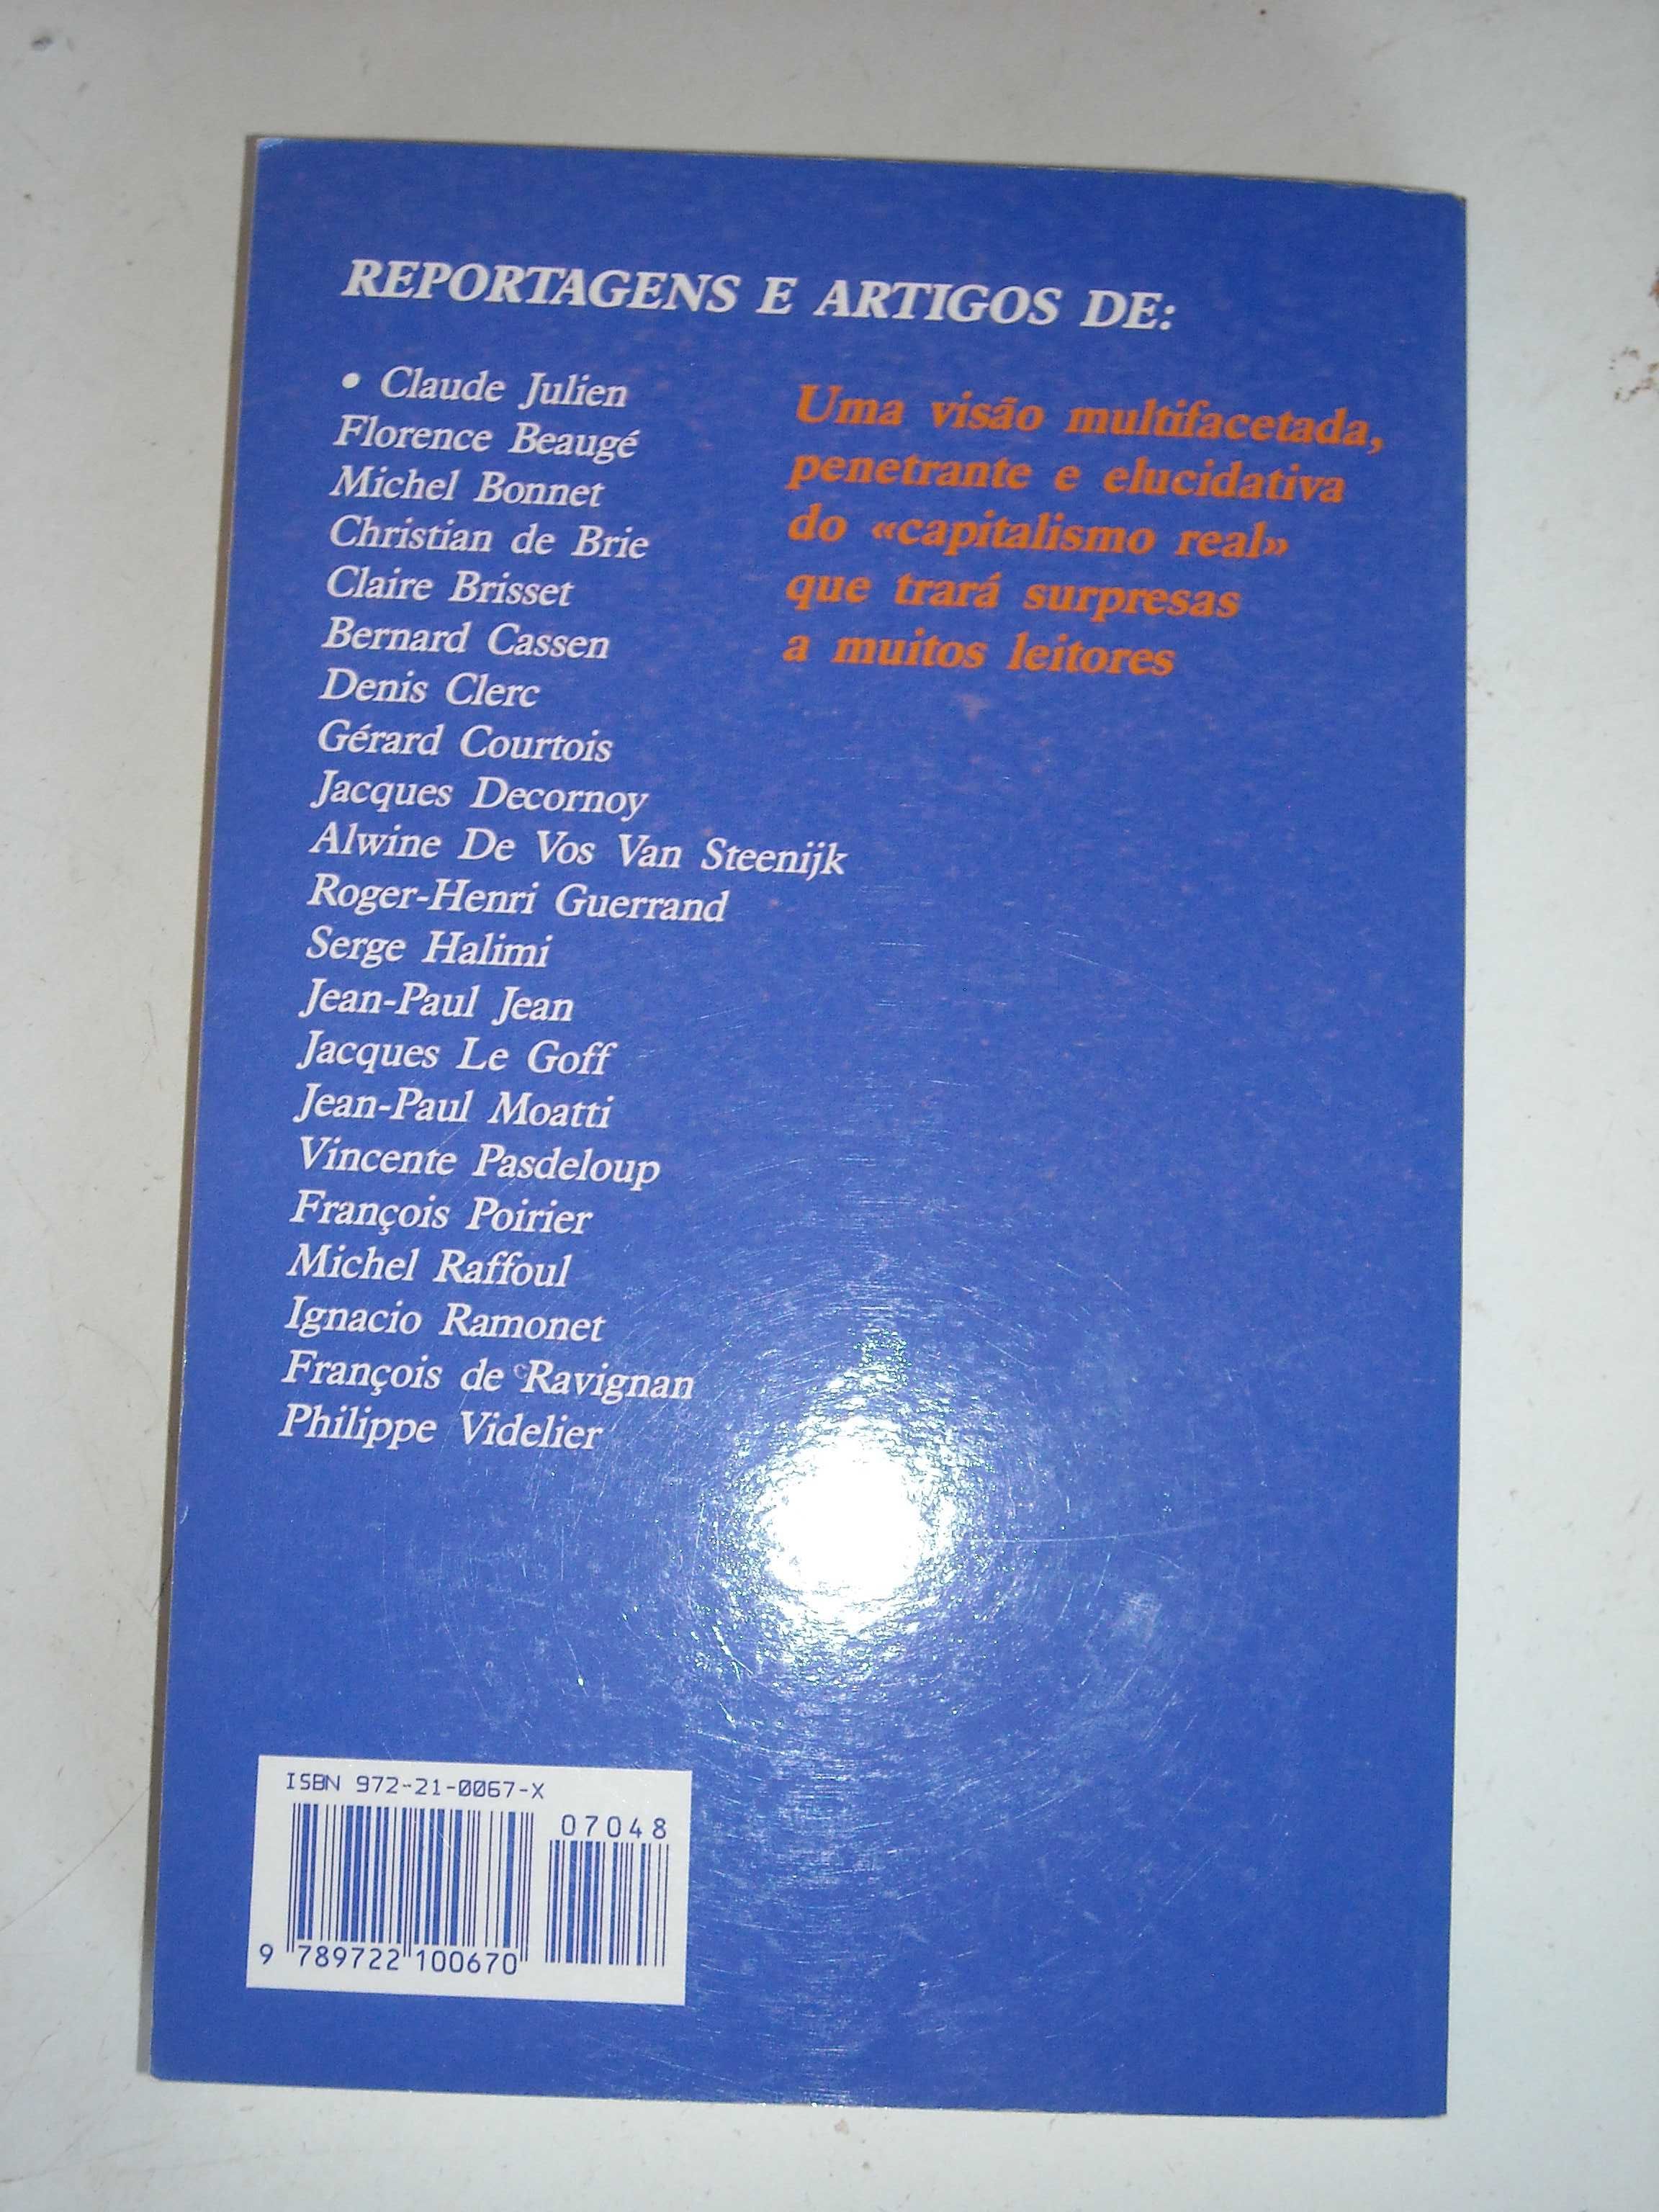 REPORTAGENS E ARTIGOS DE:
• Claude Julien
Florence Beaugé
Michel Bonnet
Christian de Brie
Claire Brisset
Bernard Cassen
Denis Clerc
Gérard Courtois
Jacques Decornoy
Alwine De Vos Van Steenijk
Roger-Henri Guerrand
Serge Halimi
Jean-Paul Jean
Jacques Le Goff
Jean-Paul Moatti
Vincente Pasdeloup
François Poirier
Michel Raffoul
Ignacio Ramonet
François de Ravignan
Philippe Videlier
Uma visão multifacetada,
penetrante e elucidativa
do «capitalismo real»
que trará surpresas
a muitos leitores
ISBN 972-21-0067-X
07048
9 789722 100670